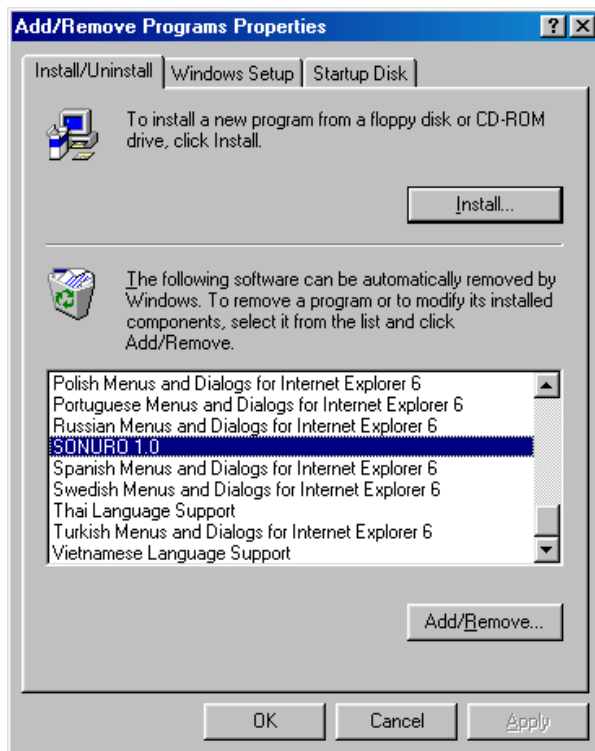 Add/Remove Programs Properties
Install/Uninstall Windows Setup Startup Disk
To install a new program from a floppy disk or CD-ROM
drive, click Install.
Install...
The following software can be automatically removed by
Windows. To remove a program or to modify its installed
components, select it from the list and click
Add/Remove.
Polish Menus and Dialogs for Internet Explorer 6
Portuguese Menus and Dialogs for Internet Explorer 6
Russian Menus and Dialogs for Internet Explorer 6
SONURO 1.0
Spanish Menus and Dialogs for Internet Explorer 6
Swedish Menus and Dialogs for Internet Explorer 6
Thai Language Support
Turkish Menus and Dialogs for Internet Explorer 6
Vietnamese Language Support
Add/Remove...
OK Cancel Apply